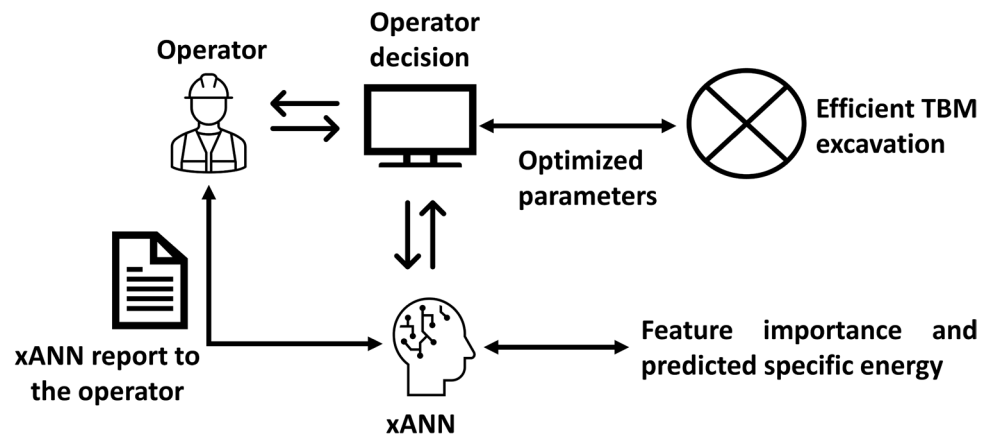 Operator
Operator
decision
Efficient TBM
excavation
Optimized
parameters
xANN report to
the operator
xANN
Feature importance and
predicted specific energy